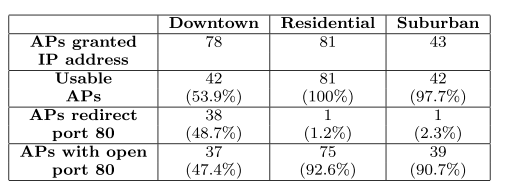 Downtown Residential Suburban
APs granted 78 81 43
IP address
Usable 42 81 42
APs (53.9%) (100%) (97.7%)
APs redirect 38 1 1
port 80 (48.7%) (1.2%) (2.3%)
APs with open 37 75 39
port 80 (47.4%) (92.6%) (90.7%)